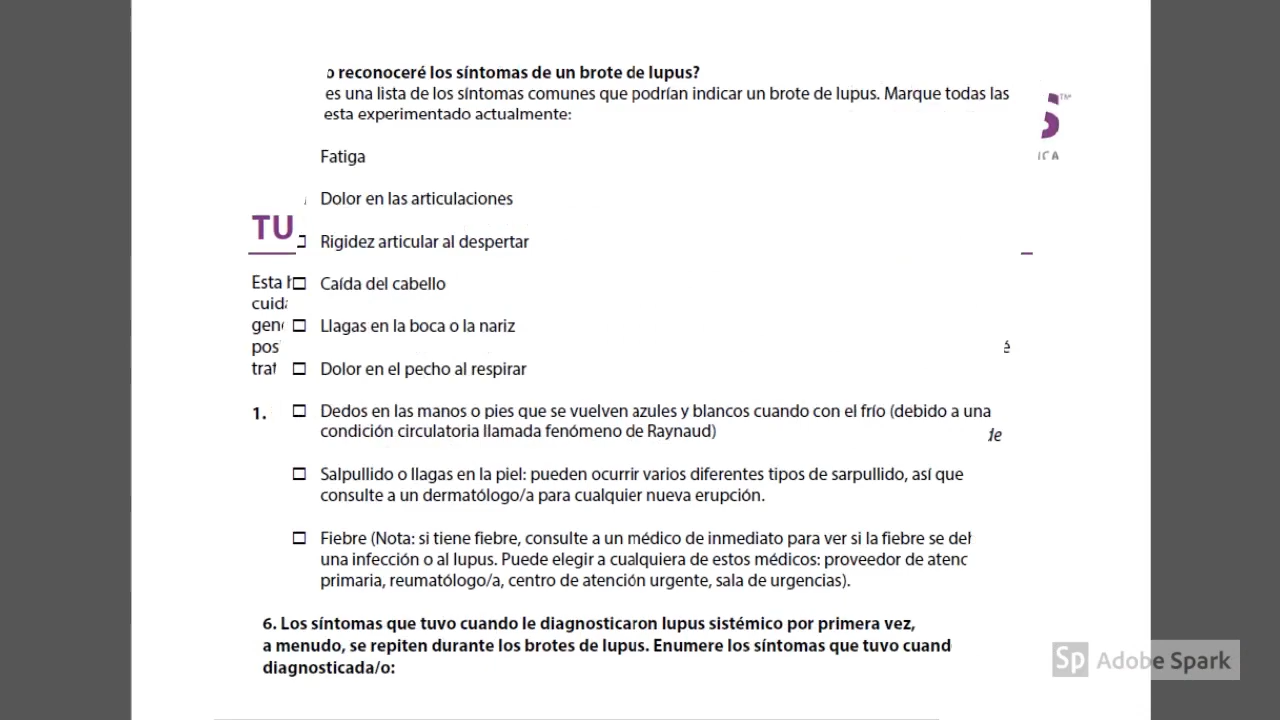 reconoceré los síntomas de un brote de lupus?
es una lista de los síntomas comunes que podrían indicar un brote de lupus. Marque todas las
esta experimentado actualmente:
TM
Fatiga
Dolor en las articulaciones
TU
Rigidez articular al despertar
Esta
Caída del cabello
Llagas en la boca o la nariz
Dolor en el pecho al respirar
1.
Dedos en las manos o pies que se vuelven azules y blancos cuando con el frío (debido a una
condición circulatoria llamada fenómeno de Raynaud)
de
Salpullido o llagas en la piel: pueden ocurrir varios diferentes tipos de sarpullido, así que
consulte a un dermatólogo/a para cualquier nueva erupción.
Fiebre (Nota: si tiene fiebre, consulte a un médico de inmediato para ver si la fiebre se
una infección o al lupus. Puede elegir a cualquiera de estos médicos: proveedor de
primaria, reumatólogo/a, centro de atención urgente, sala de urgencias).
6. Los síntomas que tuvo cuando le diagnosticaron lupus sistémico por primera vez,
a menudo, se repiten durante los brotes de lupus. Enumere los síntomas que tuvo
diagnosticada/o:
Sp Adobe Spark